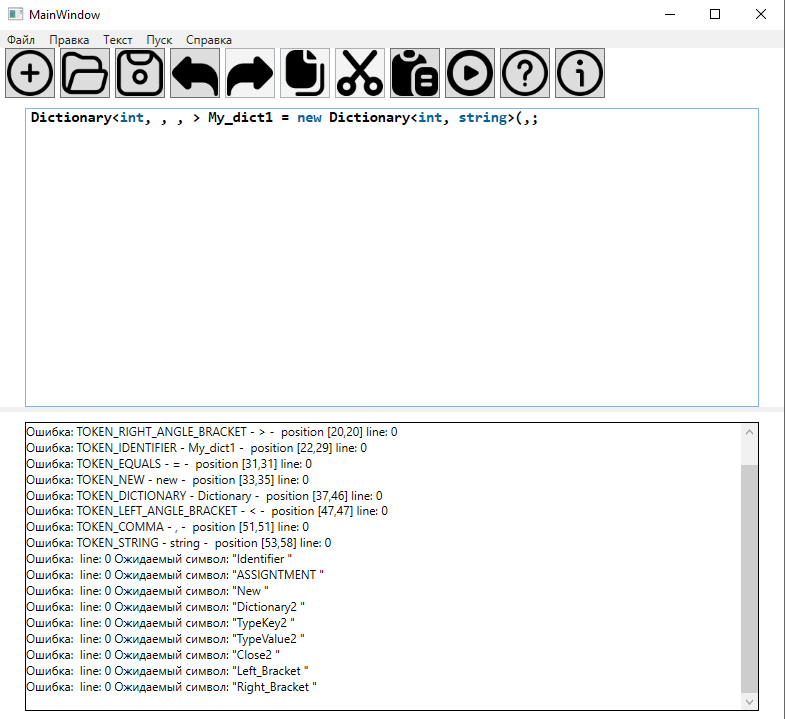 MainWindow
Файл Правка Текст Пуск Справка
Dictionary<int, , , > My_dict1 = new Dictionary<int, string>(,;
Ошибка: TOKEN_RIGHT_ANGLE_BRACKET - > -  position [20,20] line: 0
Ошибка: TOKEN_IDENTIFIER - My_dict1 -  position [22,29] line: 0
Ошибка: TOKEN_EQUALS - = -  position [31,31] line: 0
Ошибка: TOKEN_NEW - new -  position [33,35] line: 0
Ошибка: TOKEN_DICTIONARY - Dictionary -  position [37,46] line: 0
Ошибка: TOKEN_LEFT_ANGLE_BRACKET - < -  position [47,47] line: 0
Ошибка: TOKEN_COMMA - , -  position [51,51] line: 0
Ошибка: TOKEN_STRING - string -  position [53,58] line: 0
Ошибка:  line: 0 Ожидаемый символ: "Identifier "
Ошибка:  line: 0 Ожидаемый символ: "ASSIGNTMENT "
Ошибка:  line: 0 Ожидаемый символ: "New "
Ошибка:  line: 0 Ожидаемый символ: "Dictionary2 "
Ошибка:  line: 0 Ожидаемый символ: "TypeKey2 "
Ошибка:  line: 0 Ожидаемый символ: "TypeValue2 "
Ошибка:  line: 0 Ожидаемый символ: "Close2 "
Ошибка:  line: 0 Ожидаемый символ: "Left_Bracket "
Ошибка:  line: 0 Ожидаемый символ: "Right_Bracket "